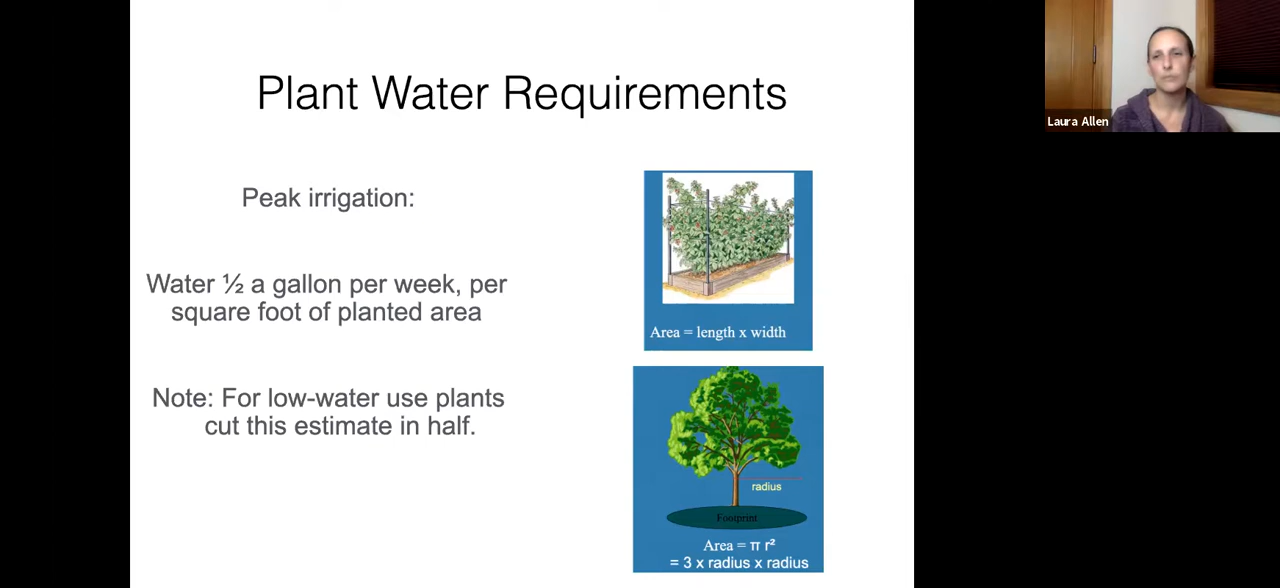 Plant Water Requirements
Peak irrigation:
Water ½ a gallon per week, per
square foot of planted area
Note: For low-water use plants
cut this estimate in half.
Area = length x width
radius
Footprint
Area = π r²
= 3 x radius x radius
Laura Allen